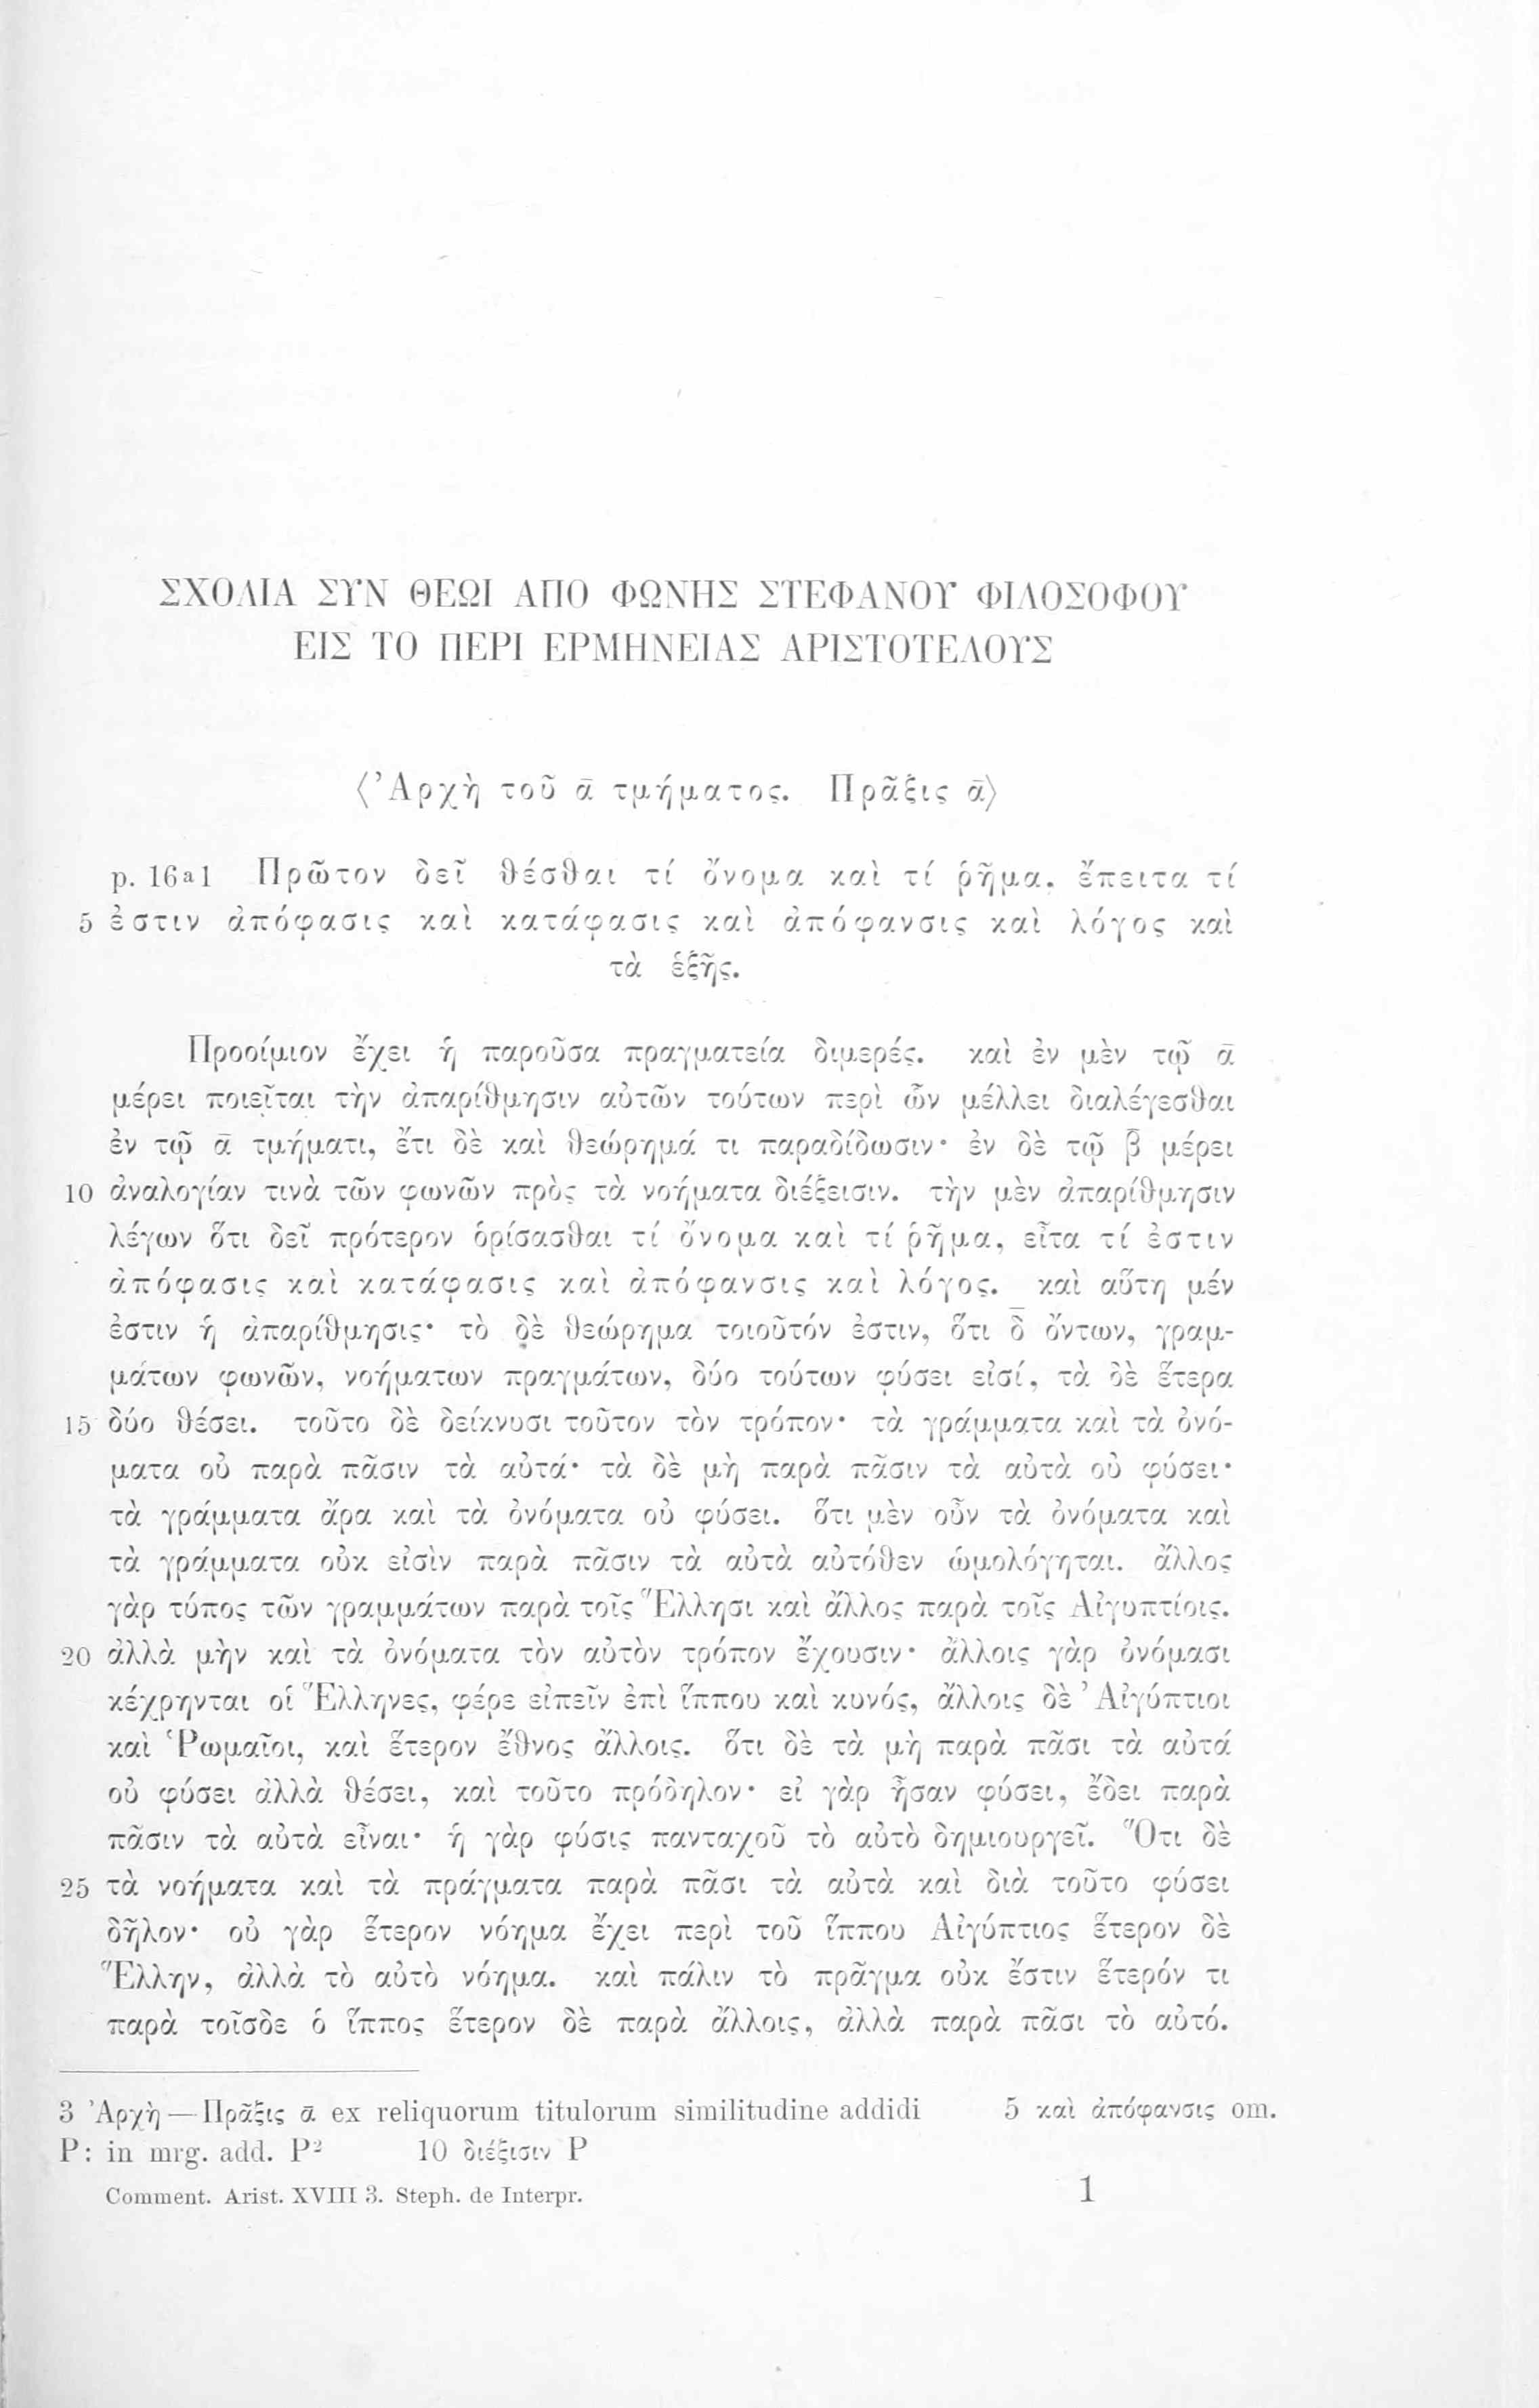 ΣΧΟΛΙΑ ΣΥΝ ΘΕΩΙ ΑΠΟ ΦΩΝΗΣ ΣΤΕΦΑΝΟΥ ΦΙΛΟΣΟΦΟΥ
ΕΙΣ ΤΟ ΠΕΡΙ ΕΡΜΗΝΕΙΑΣ ΑΡΙΣΤΟΤΕΛΟΥΣ
⟨Ἀρχὴ τοῦ ᾱ τμήματος. Πρᾶξις ᾱ⟩
p. 16a1 Πρῶτον δεῖ θέσθαι τί ὄνομα καὶ τί ῥῆμα, ἔπειτα τί
5 ἐστιν ἀπόφασις καὶ κατάφασις καὶ ἀπόφανσις καὶ λόγος καὶ
τὰ ἑξῆς.
Προοίμιον ἔχει ἡ παροῦσα πραγματεία διμερές. καὶ ἐν μὲν τῷ ᾱ
μέρει ποιεῖται τὴν ἀπαρίθμησιν αὐτῶν τούτων περὶ ὧν μέλλει διαλέγεσθαι
ἐν τῷ ᾱ τμήματι, ἔτι δὲ καὶ θεώρημά τι παραδίδωσιν· ἐν δὲ τῷ β̄ μέρει
10 ἀναλογίαν τινὰ τῶν φωνῶν πρὸς τὰ νοήματα διέξεισιν. τὴν μὲν ἀπαρίθμησιν
λέγων ὅτι δεῖ πρότερον ὁρίσασθαι τί ὄνομα καὶ τί ῥῆμα, εἶτα τί ἐστιν
ἀπόφασις καὶ κατάφασις καὶ ἀπόφανσις καὶ λόγος. καὶ αὕτη μέν
ἐστιν ἡ ἀπαρίθμησις· τὸ δὲ θεώρημα τοιοῦτόν ἐστιν, ὅτι δ̄ ὄντων, γραμ-
μάτων φωνῶν, νοήματων πραγμάτων, δύο τούτων φύσει εἰσί, τὰ δὲ ἕτερα
15 δύο θέσει. τοῦτο δὲ δείκνυσι τοῦτον τὸν τρόπον· τὰ γράμματα καὶ τὰ ὀνό-
ματα οὐ παρὰ πᾶσιν τὰ αὐτά· τὰ δὲ μὴ παρὰ πᾶσιν τὰ αὐτὰ οὐ φύσει·
τὰ γράμματα ἄρα καὶ τὰ ὀνόματα οὐ φύσει. ὅτι μὲν οὖν τὰ ὀνόματα καὶ
τὰ γράμματα οὐκ εἰσὶν παρὰ πᾶσιν τὰ αὐτὰ αὐτόθεν ὡμολόγηται. ἄλλος
γὰρ τύπος τῶν γραμμάτων παρὰ τοῖς Ἕλλησι καὶ ἄλλος παρὰ τοῖς Αἰγυπτίοις.
20 ἀλλὰ μὴν καὶ τὰ ὀνόματα τὸν αὐτὸν τρόπον ἔχουσιν· ἄλλοις γὰρ ὀνόμασι
κέχρηνται οἱ Ἕλληνες, φέρε εἰπεῖν ἐπὶ ἵππου καὶ κυνός, ἄλλοις δὲ ’Αἰγύπτιοι
καὶ Ῥωμαῖοι, καὶ ἕτερον ἔθνος ἄλλοις. ὅτι δὲ τὰ μὴ παρὰ πᾶσι τὰ αὐτά
οὐ φύσει ἀλλὰ θέσει, καὶ τοῦτο πρόδηλον· εἰ γὰρ ἦσαν φύσει, ἔδει παρὰ
πᾶσιν τὰ αὐτὰ εἶναι· ἡ γὰρ φύσις πανταχοῦ τὸ αὐτὸ δημιουργεῖ. Ὅτι δὲ
25 τὰ νοήματα καὶ τὰ πράγματα παρὰ πᾶσι τὰ αὐτὰ καὶ διὰ τοῦτο φύσει
δῆλον· οὐ γὰρ ἕτερον νόημα ἔχει περὶ τοῦ ἵππου Αἰγύπτιος ἕτερον δὲ
Ἕλλην, ἀλλὰ τὸ αὐτὸ νόημα. καὶ πάλιν τὸ πρᾶγμα οὐκ ἔστιν ἕτερόν τι
παρὰ τοῖσδε ὁ ἵππος ἕτερον δὲ παρὰ ἄλλοις, ἀλλὰ παρὰ πᾶσι τὸ αὐτό.
3 Ἀρχὴ — Πρᾶξις ᾱ ex reliquorum titulorum similitudine addidi 5 καὶ ἀπόφανσις om.
P: in mrg. add. P² 10 διέξισιν P
Comment. Arist. XVIII 3. Steph. de Interpr. 1